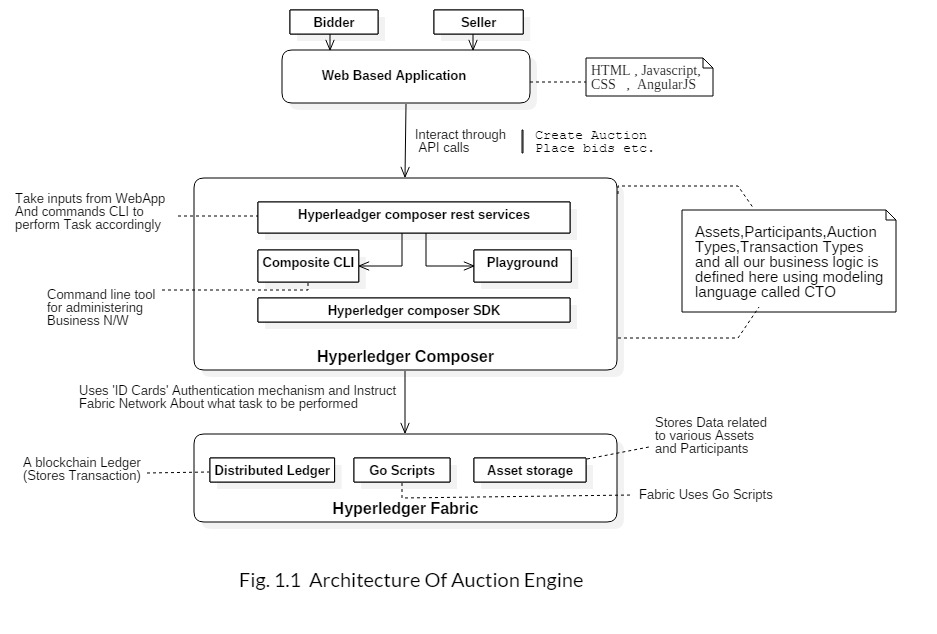 Bidder
Seller
Web Based Application
HTML , Javascript,
CSS , AngularJS
Interact through
API calls
Create Auction
Place bids etc.
Take inputs from WebApp
And commands CLI to
perform Task accordingly
Hyperleadger composer rest services
Composite CLI
Playground
Command line tool
for administering
Business N/W
Hyperledger composer SDK
Hyperledger Composer
Assets,Participants,Auction
Types,Transaction Types
and all our business logic is
defined here using modeling
language called CTO
Uses 'ID Cards' Authentication mechanism and Instruct
Fabric Network About what task to be performed
A blockchain Ledger
(Stores Transaction)
Distributed Ledger
Go Scripts
Asset storage
Stores Data related
to various Assets
and Participants
Fabric Uses Go Scripts
Hyperledger Fabric
Fig. 1.1 Architecture Of Auction Engine